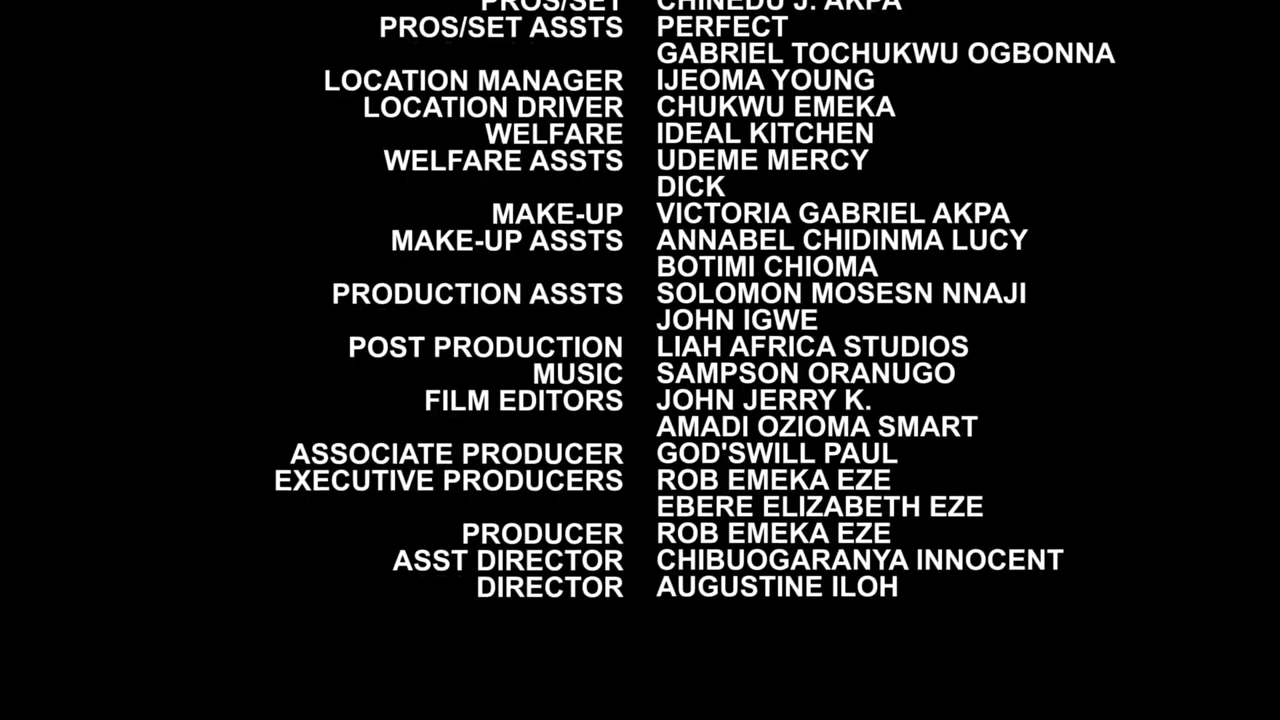 PROS/SET CHINEDU J. AKPA
PROS/SET ASSTS PERFECT
GABRIEL TOCHUKWU OGBONNA
LOCATION MANAGER IJEOMA YOUNG
LOCATION DRIVER CHUKWU EMEKA
WELFARE IDEAL KITCHEN
WELFARE ASSTS UDEME MERCY
DICK
MAKE-UP VICTORIA GABRIEL AKPA
MAKE-UP ASSTS ANNABEL CHIDINMA LUCY
BOTIMI CHIOMA
PRODUCTION ASSTS SOLOMON MOSESN NNAJI
JOHN IGWE
POST PRODUCTION LIAH AFRICA STUDIOS
MUSIC SAMPSON ORANUGO
FILM EDITORS JOHN JERRY K.
AMADI OZIOMA SMART
ASSOCIATE PRODUCER GOD'SWILL PAUL
EXECUTIVE PRODUCERS ROB EMEKA EZE
EBERE ELIZABETH EZE
PRODUCER ROB EMEKA EZE
ASST DIRECTOR CHIBUOGARANYA INNOCENT
DIRECTOR AUGUSTINE ILOH